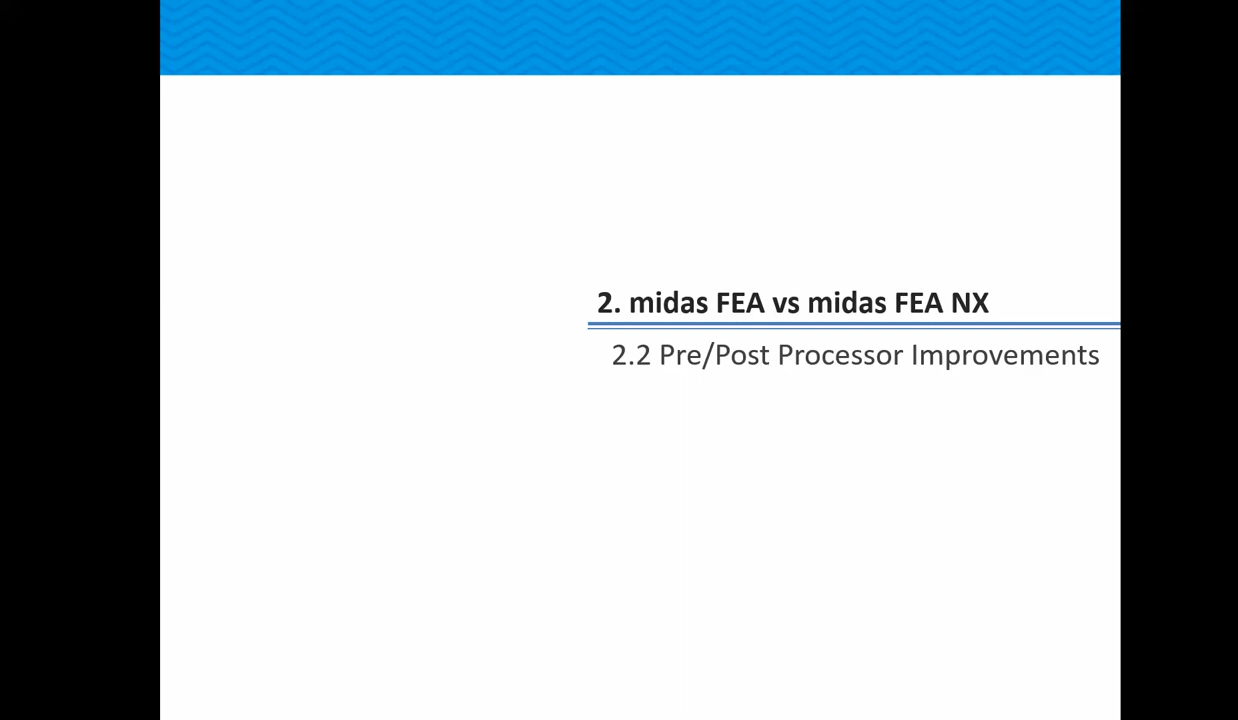 2. midas FEA vs midas FEA NX
2.2 Pre/Post Processor Improvements